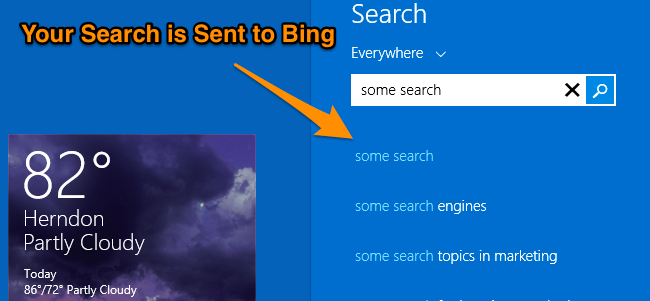 Your Search is Sent to Bing
Search
Everywhere
some search
some search
some search engines
some search topics in marketing
82°
Herndon
Partly Cloudy
Today
86°/72° Partly Cloudy